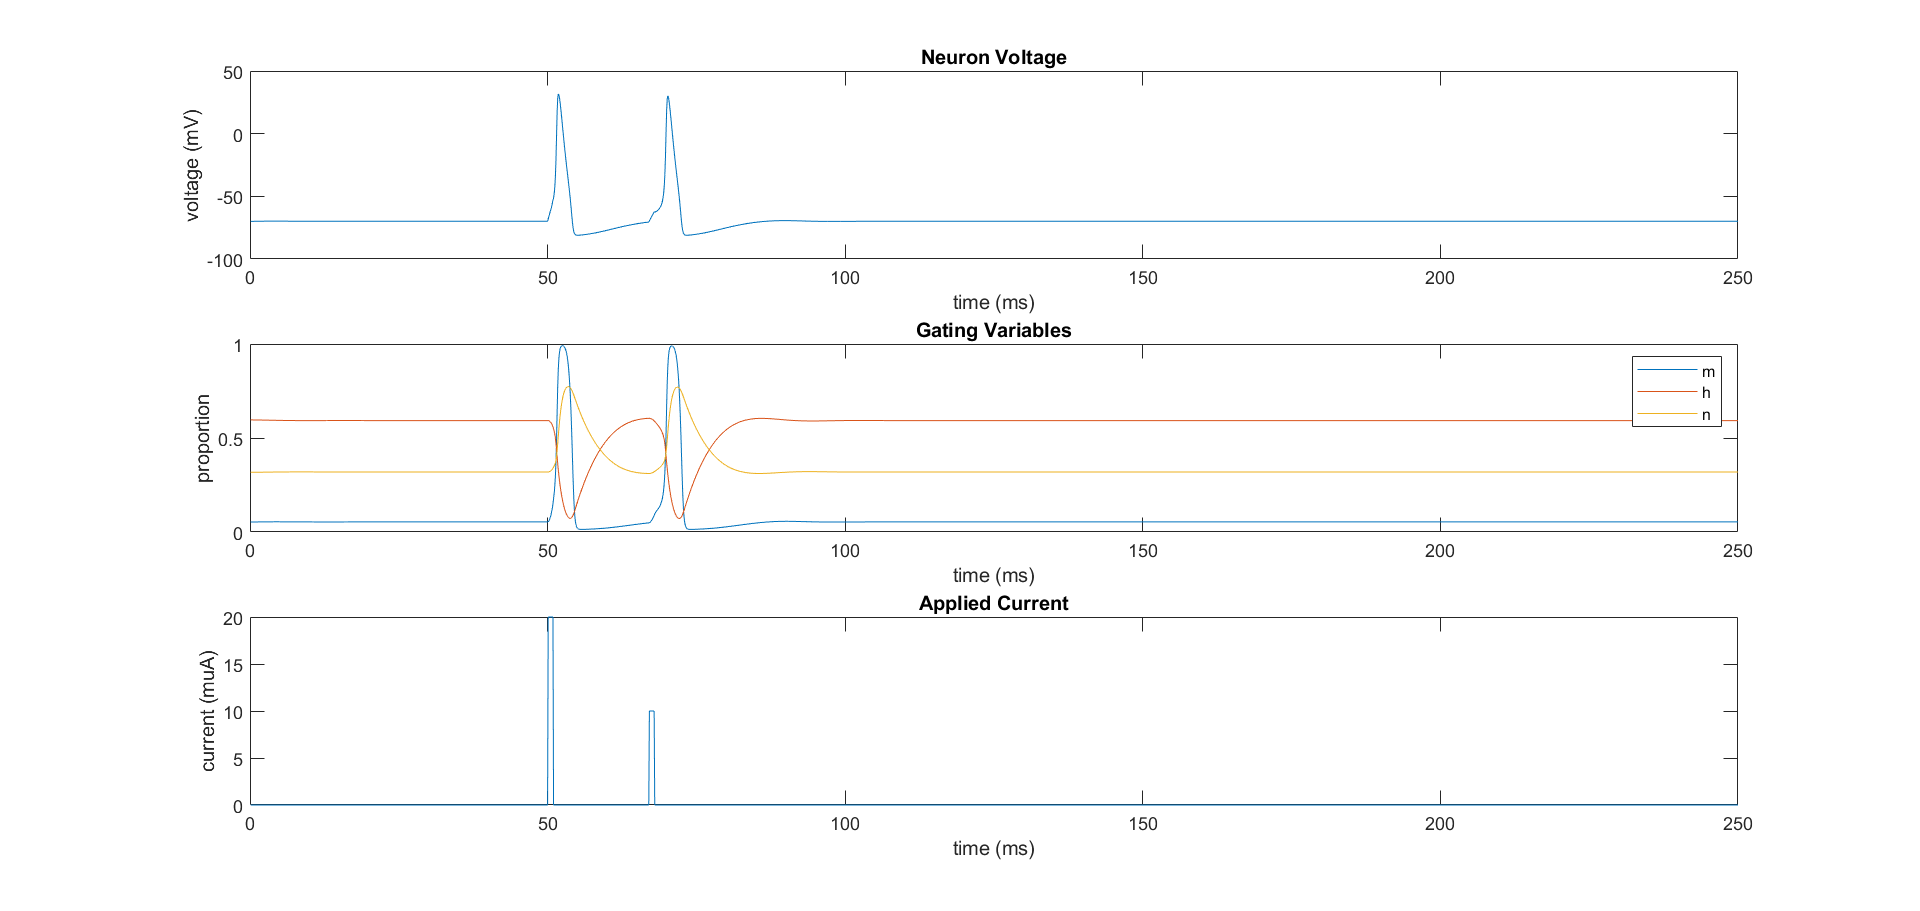 Neuron Voltage
50
0
-50
-100
voltage (mV)
0 50 100 150 200 250
time (ms)
Gating Variables
1
0.5
0
proportion
m
h
n
0 50 100 150 200 250
time (ms)
Applied Current
20
15
10
5
0
current (muA)
0 50 100 150 200 250
time (ms)